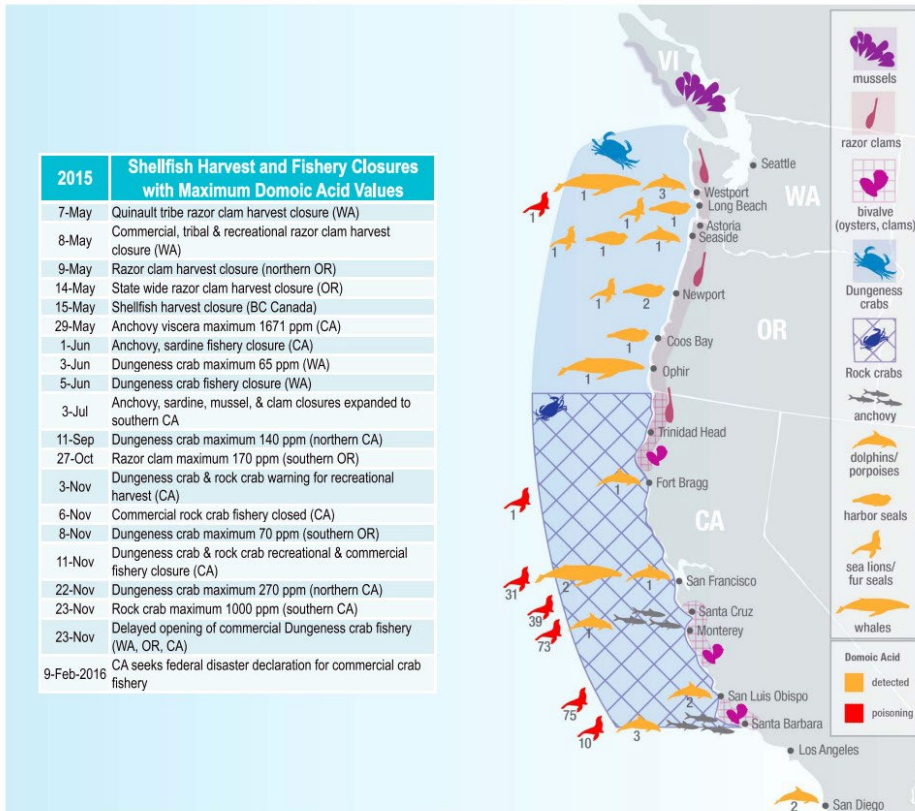 2015
Shellfish Harvest and Fishery Closures
with Maximum Domoic Acid Values
7-May
Quinault tribe razor clam harvest closure (WA)
8-May
Commercial, tribal & recreational razor clam harvest
closure (WA)
9-May
Razor clam harvest closure (northern OR)
14-May
State wide razor clam harvest closure (OR)
15-May
Shellfish harvest closure (BC Canada)
29-May
Anchovy viscera maximum 1671 ppm (CA)
1-Jun
Anchovy, sardine fishery closure (CA)
3-Jun
Dungeness crab maximum 65 ppm (WA)
5-Jun
Dungeness crab fishery closure (WA)
3-Jul
Anchovy, sardine, mussel, & clam closures expanded to
southern CA
11-Sep
Dungeness crab maximum 140 ppm (northern CA)
27-Oct
Razor clam maximum 170 ppm (southern OR)
3-Nov
Dungeness crab & rock crab warning for recreational
harvest (CA)
6-Nov
Commercial rock crab fishery closed (CA)
8-Nov
Dungeness crab maximum 70 ppm (southern OR)
11-Nov
Dungeness crab & rock crab recreational & commercial
fishery closure (CA)
22-Nov
Dungeness crab maximum 270 ppm (northern CA)
23-Nov
Rock crab maximum 1000 ppm (southern CA)
23-Nov
Delayed opening of commercial Dungeness crab fishery
(WA, OR, CA)
9-Feb-2016
CA seeks federal disaster declaration for commercial crab
fishery
VI
Seattle
WA
1
3
Westport
1
1
1
Long Beach
Astoria
1
1
1
Seaside
1
2
Newport
OR
1
Coos Bay
1
Ophir
Trinidad Head
1
Fort Bragg
1
CA
31
2
1
San Francisco
39
Santa Cruz
73
1
Monterey
75
2
San Luis Obispo
10
3
Santa Barbara
Los Angeles
2
San Diego
mussels
razor clams
bivalve
(oysters, clams)
Dungeness
crabs
Rock crabs
anchovy
dolphins/
porpoises
harbor seals
sea lions/
fur seals
whales
Domoic Acid
detected
poisoning